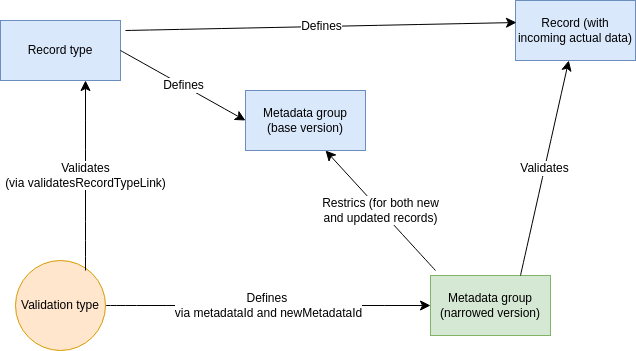 Defines
Record (with
incoming actual data)
Record type
Defines
Metadata group
(base version)
Validates
(via validatesRecordTypeLink)
Validates
Restrics (for both new
and updated records)
Validation type
Defines
via metadataId and newMetadataId
Metadata group
(narrowed version)